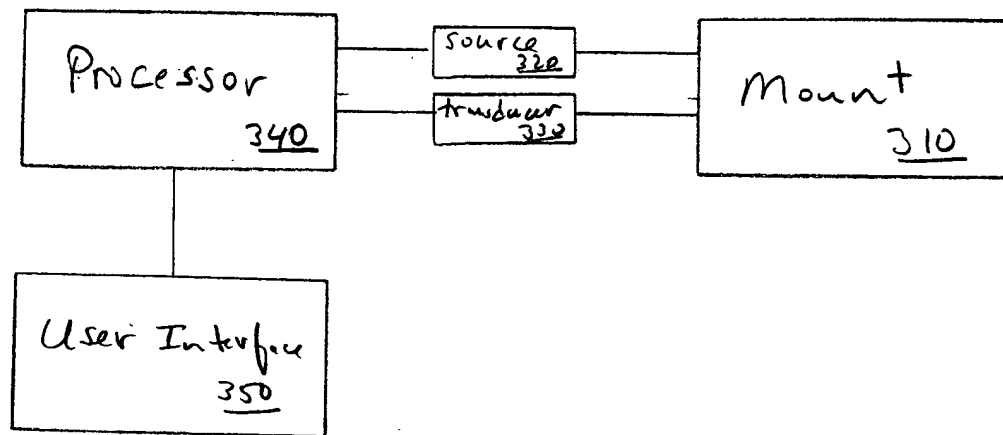 Processor
340
source
320
transducer
330
Mount
310
User Interface
350